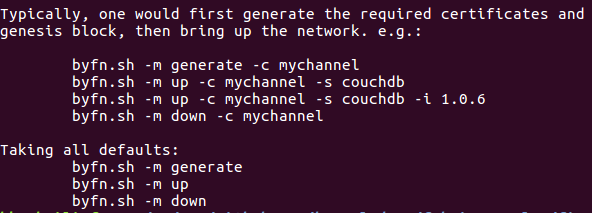 Typically, one would first generate the required certificates and
genesis block, then bring up the network. e.g.:
byfn.sh -m generate -c mychannel
byfn.sh -m up -c mychannel -s couchdb
byfn.sh -m up -c mychannel -s couchdb -i 1.0.6
byfn.sh -m down -c mychannel
Taking all defaults:
byfn.sh -m generate
byfn.sh -m up
byfn.sh -m down